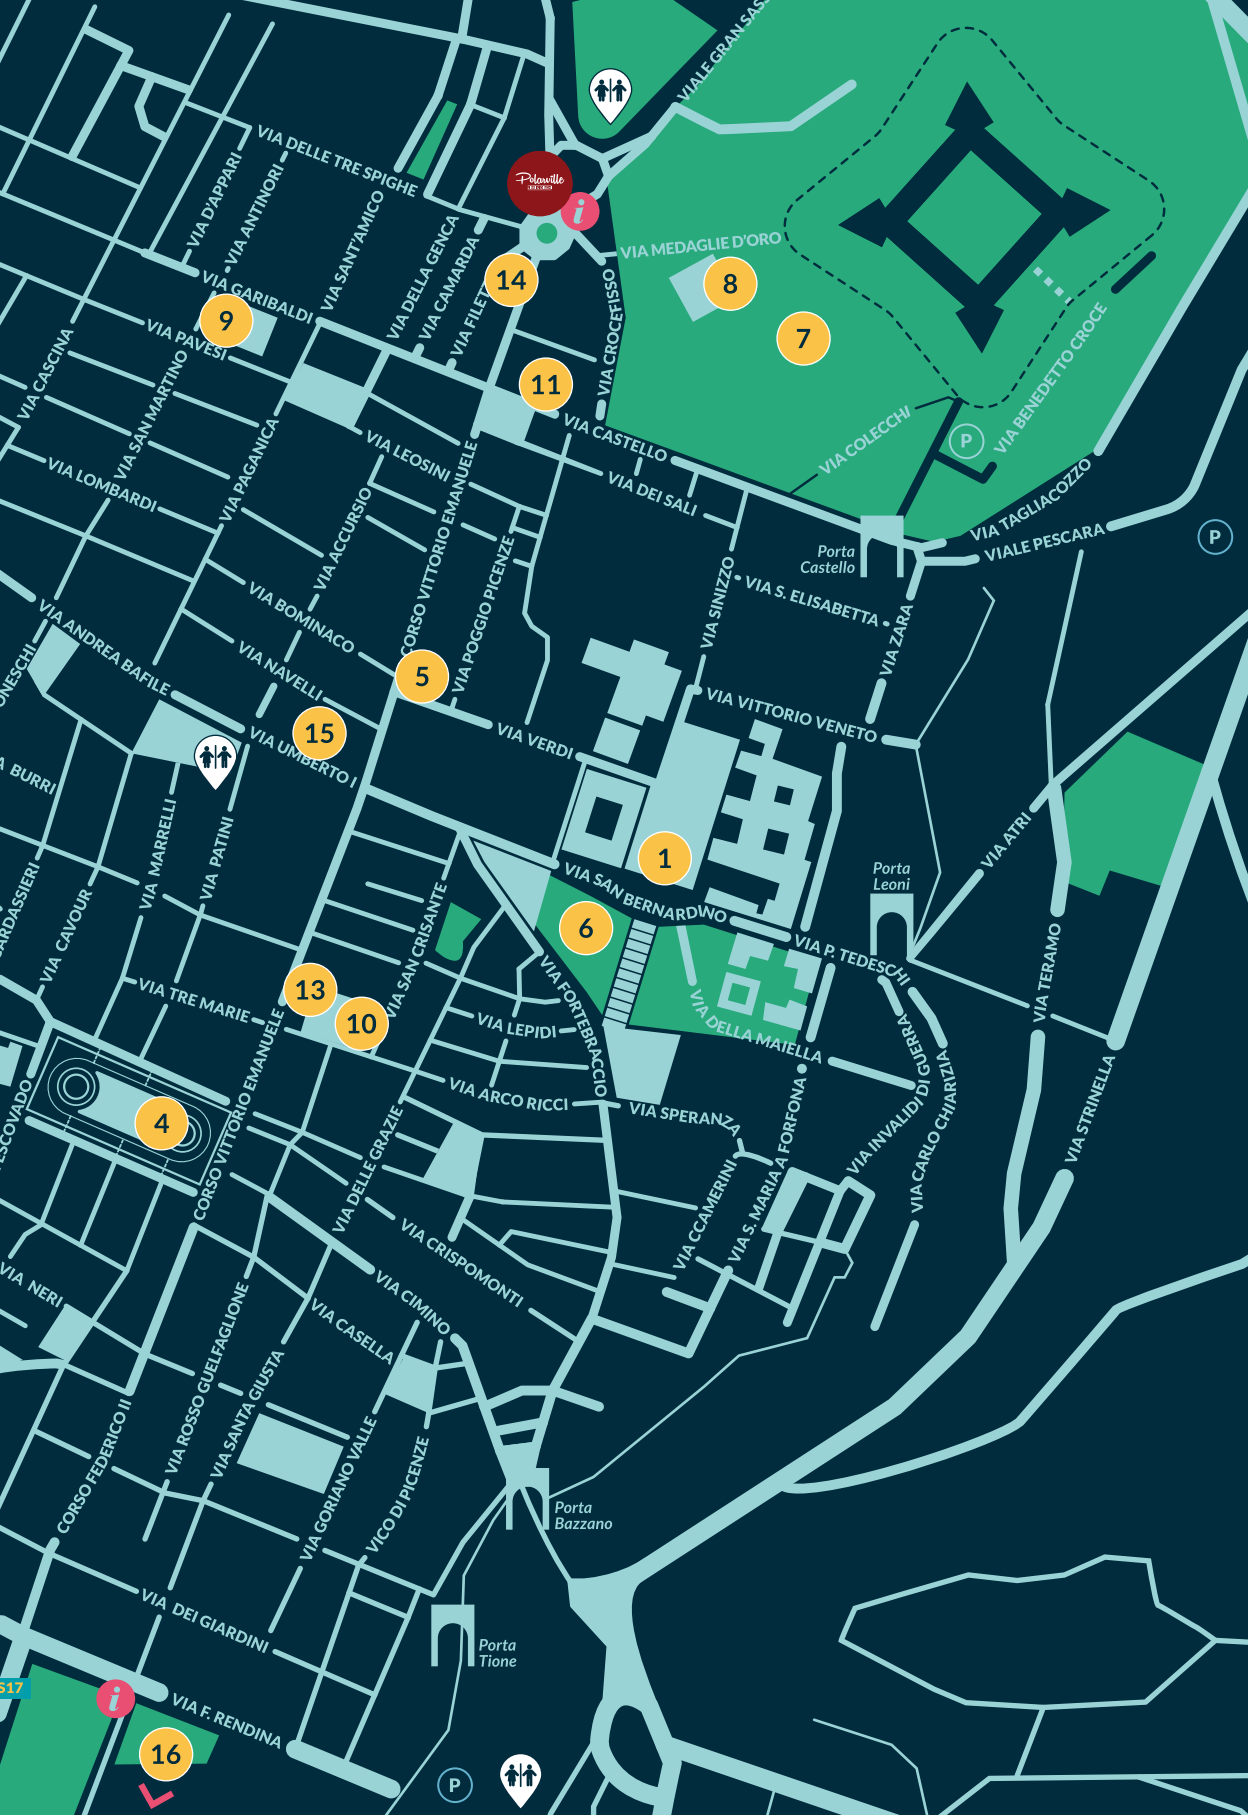 VIALE GRAN SASS
VIA DELLE TRE SPIGHE
Polarville
VIA D'APPARI
VIA ANTINORI
VIA SANT'AMICO
VIA DELLA GENCA
VIA CAMARDA
VIA FILET
i
VIA MEDAGLIE D'ORO
14
8
VIA GARIBALDI
9
VIA PAVESI
VIA CROCEFISSO
7
VIA BENEDETTO CROCE
VIA CASCINA
VIA SAN MARTINO
11
VIA CASTELLO
VIA COLECCHI
P
VIA LEOSINI
VIA PAGANICA
CORSO VITTORIO EMANUELE
VIA LOMBARDI
VIA DEI SALI
VIA TAGLIACOZZO
VIALE PESCARA
P
VIA ACCURSIO
VIA POGGIO PICENZE
Porta
Castello
VIA SINIZZO
VIA S. ELISABETTA
VIA ZARA
VIA BOMINACO
VIA ANDREA BAFILE
ONESCHI
VIA NAVELLI
5
VIA VITTORIO VENETO
VIA VERDI
15
VIA UMBERTO I
A BURRI
VIA MARRELLI
VIA PATINI
VIA ATRI
1
Porta
Leoni
VIA SAN BERNARDINO
VIA CAVOUR
ARDASSIERI
VIA SAN CRISANTE
6
VIA P. TEDESCHI
VIA TERAMO
VIA FORTEBRACCIO
13
10
VIA TRE MARIE
VIA LEPIDI
VIA DELLA MAIELLA
VIA INVALIDI DI GUERRA
VIA CARLO CHIARIZIA
VIA STRINELLA
CORSO VITTORIO EMANUELE
VIA ARCO RICCI
VIA SPERANZA
4
ESCOVADO
VIA DELLE GRAZIE
VIA S. MARIA A FORFONA
VIA CCAMERINI
VIA CRISPOMONTI
VIA NERI
VIA CIMINO
VIA CASELLA
VIA ROSSO GUELFAGLIONE
VIA SANTA GIUSTA
CORSO FEDERICO II
VIA GORIANO VALLE
VICO DI PICENZE
Porta
Bazzano
VIA DEI GIARDINI
Porta
Tione
S17
i
VIA F. RENDINA
16
P